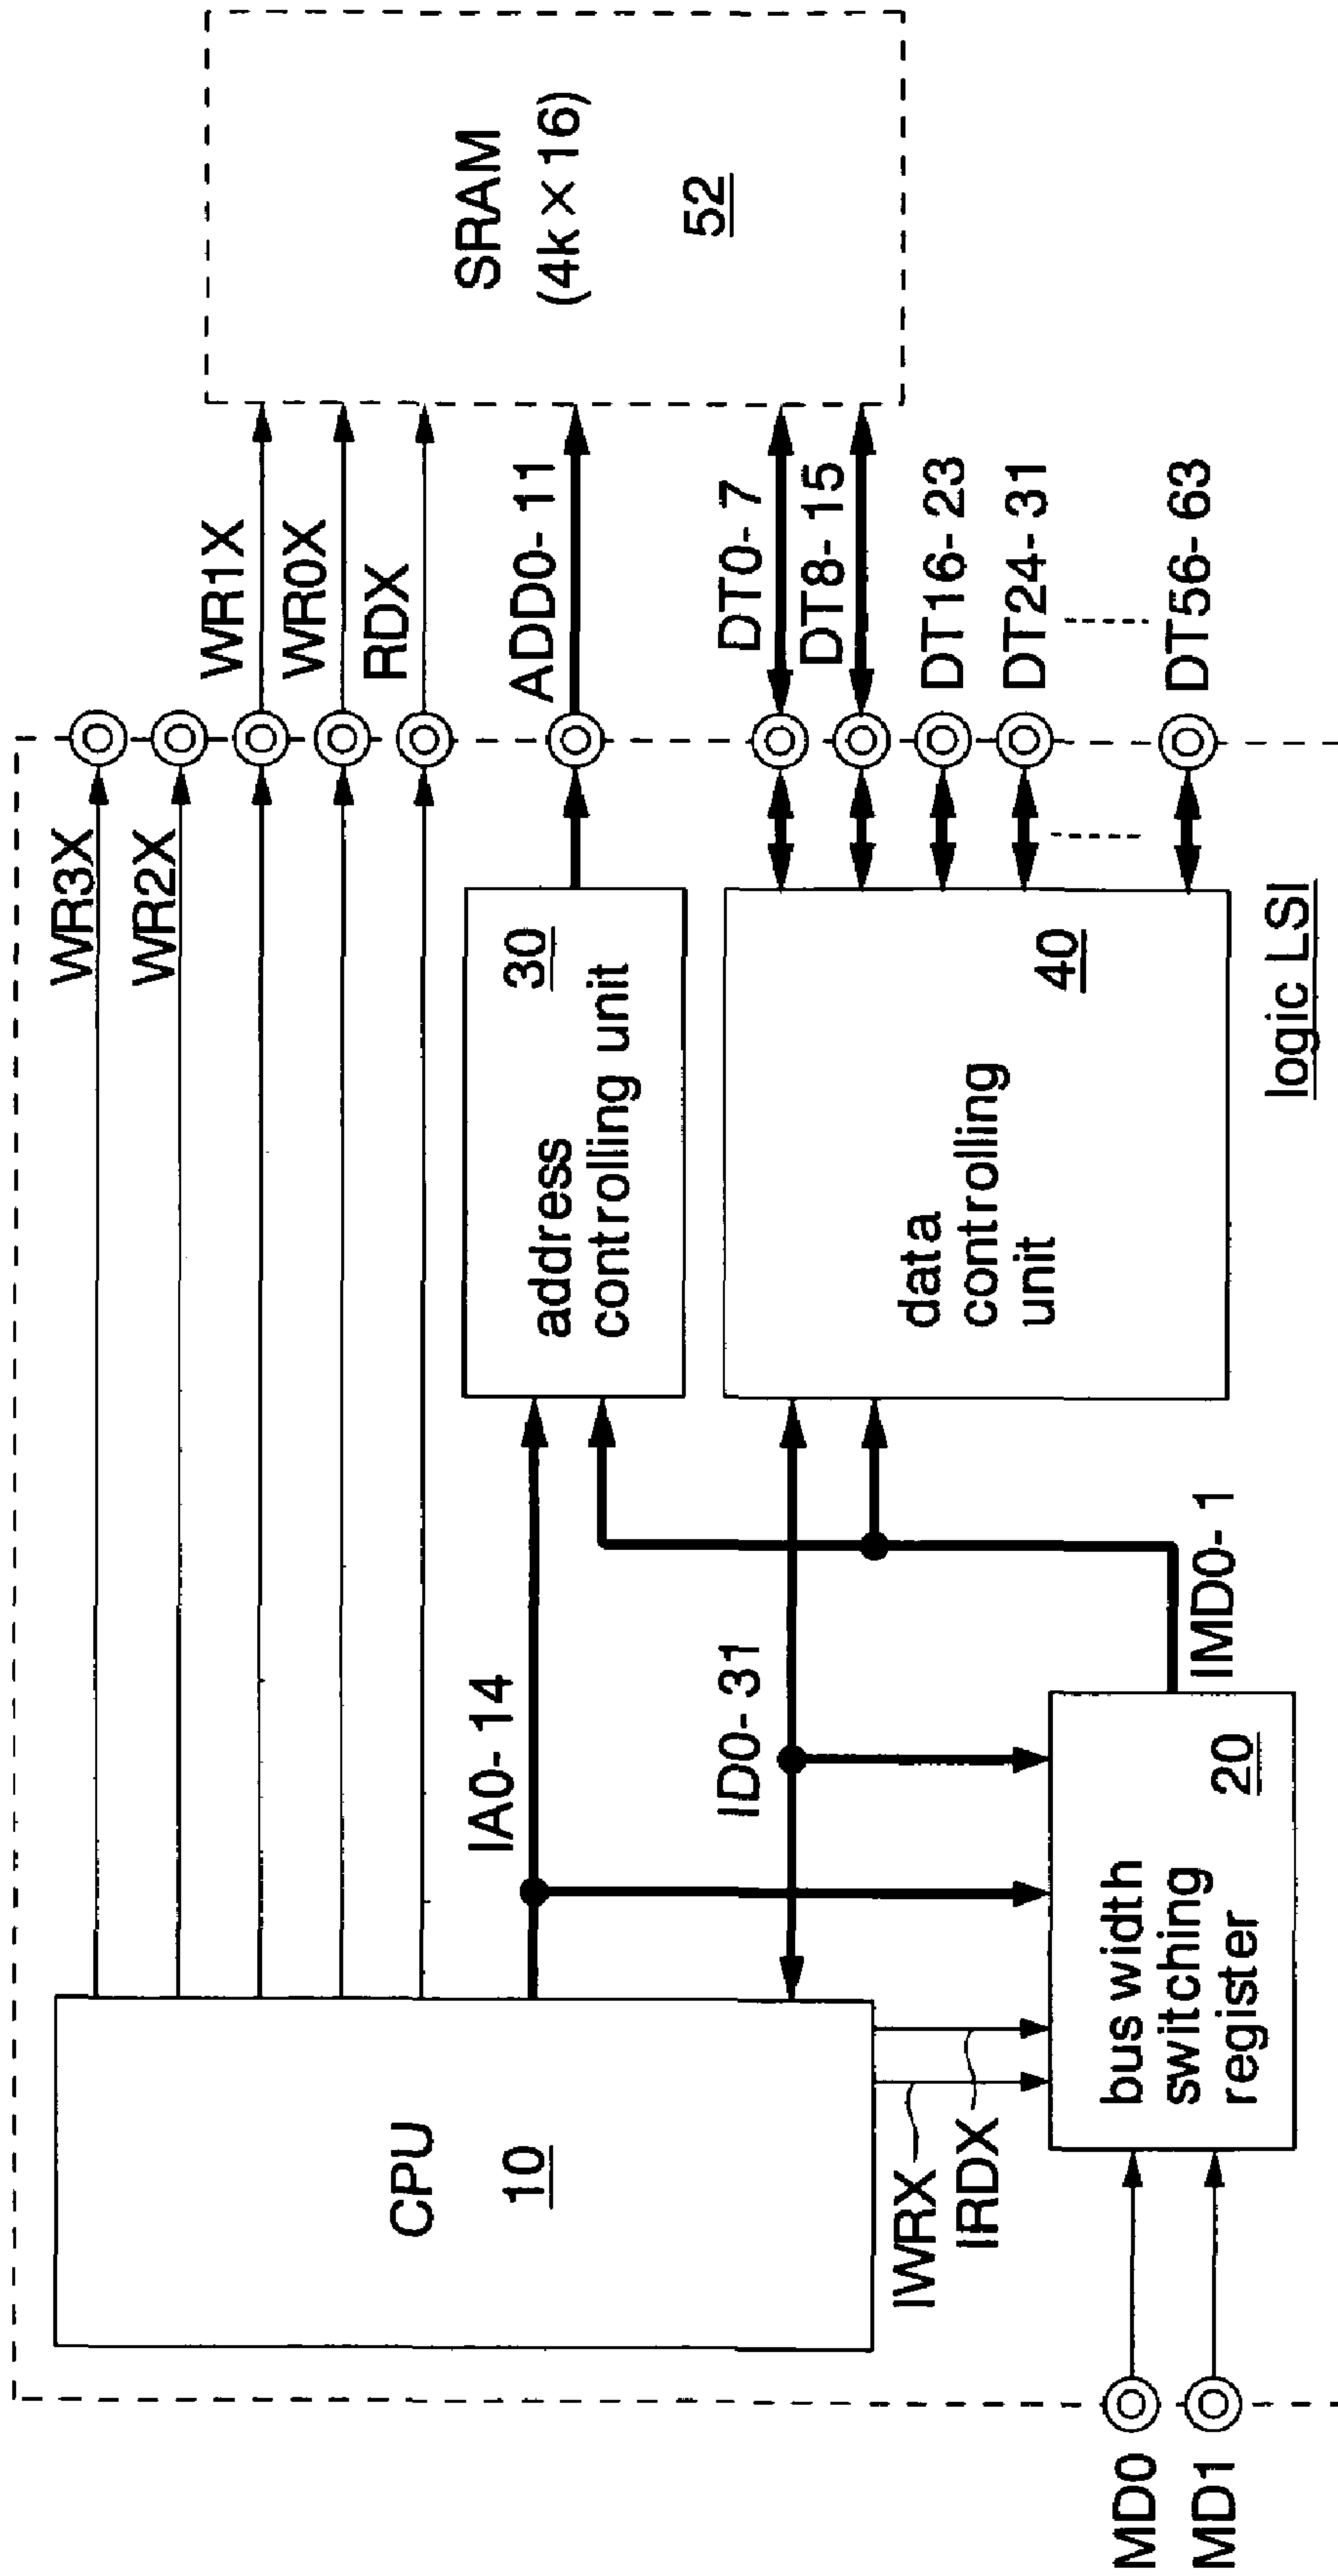 WR3X
WR2X
WR1X
WR0X
RDX
CPU
10
IA0- 14
address
controlling unit
30
ADD0- 11
SRAM
(4k × 16)
52
ID0- 31
data
controlling
unit
40
DT0- 7
DT8- 15
DT16- 23
DT24- 31
DT56- 63
IWRX
IRDX
bus width
switching
register
20
IMD0- 1
MD0
MD1
logic LSI